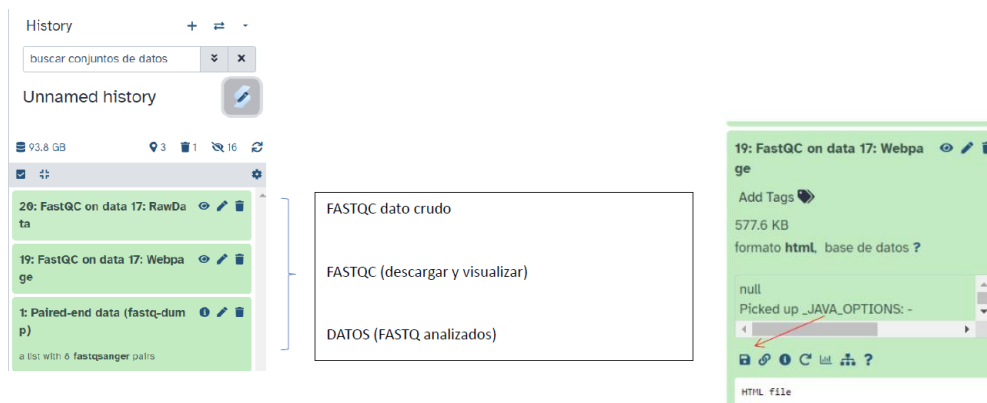 History
buscar conjuntos de datos
Unnamed history
93.8 GB
3
1
16
20: FastQC on data 17: RawDa
ta
19: FastQC on data 17: Webpa
ge
1: Paired-end data (fastq-dum
p)
a list with 6 fastqsanger pairs
FASTQC dato crudo
FASTQC (descargar y visualizar)
DATOS (FASTQ analizados)
19: FastQC on data 17: Webpa
ge
Add Tags
577.6 KB
formato html, base de datos ?
null
Picked up _JAVA_OPTIONS: -
HTML file